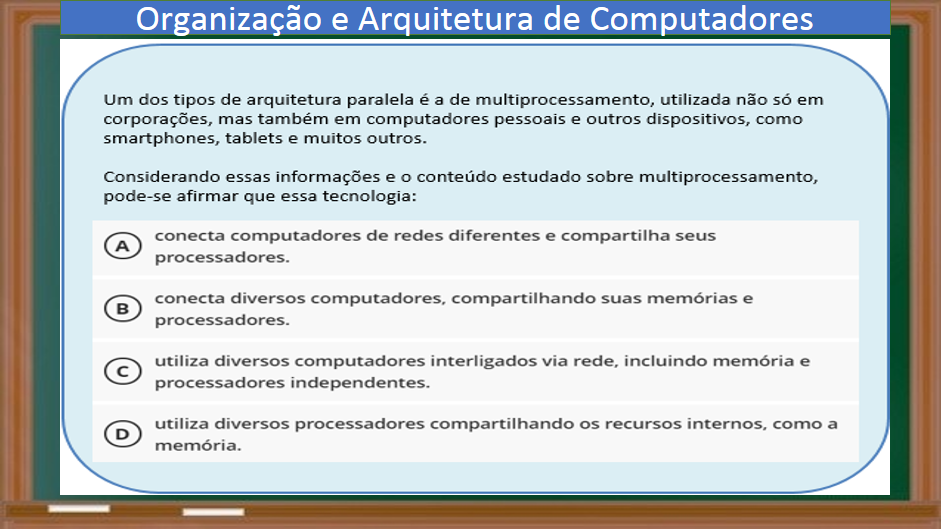 Organização e Arquitetura de Computadores
Um dos tipos de arquitetura paralela é a de multiprocessamento, utilizada não só em
corporações, mas também em computadores pessoais e outros dispositivos, como
smartphones, tablets e muitos outros.
Considerando essas informações e o conteúdo estudado sobre multiprocessamento,
pode-se afirmar que essa tecnologia:
A conecta computadores de redes diferentes e compartilha seus
processadores.
B conecta diversos computadores, compartilhando suas memórias e
processadores.
C utiliza diversos computadores interligados via rede, incluindo memória e
processadores independentes.
D utiliza diversos processadores compartilhando os recursos internos, como a
memória.